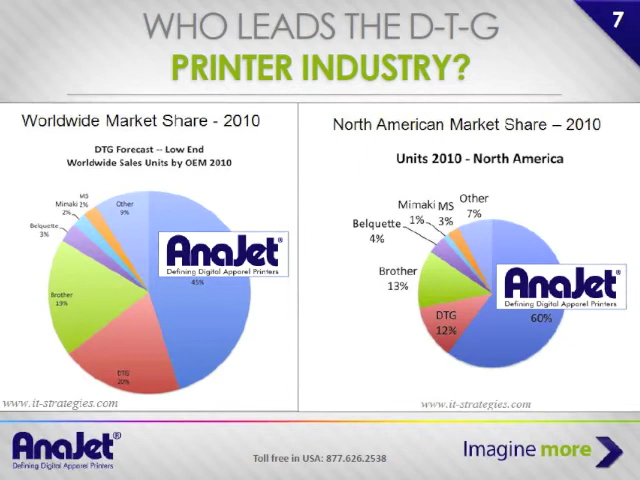 WHO LEADS THE D-T-G
7
PRINTER INDUSTRY?
Worldwide Market Share - 2010
DTG Forecast -- Low End
Worldwide Sales Units by OEM 2010
MS
2%
Mimaki
2%
Other
9%
Belquette
3%
AnaJet®
Defining Digital Apparel Printers
45%
Brother
19%
DTG
20%
www.it-strategies.com
North American Market Share – 2010
Units 2010 - North America
Mimaki
1%
MS
3%
Other
7%
Belquette
4%
Brother
13%
AnaJet®
Defining Digital Apparel Printers
60%
DTG
12%
www.it-strategies.com
AnaJet®
Defining Digital Apparel Printers
Toll free in USA: 877.626.2538
Imagine more